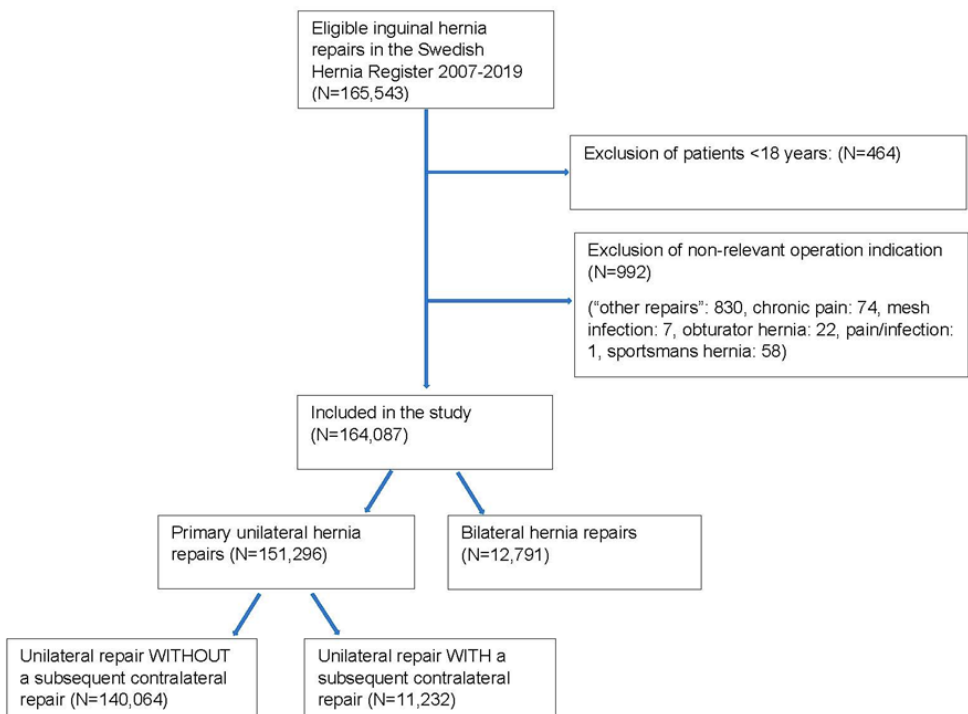 Eligible inguinal hernia
repairs in the Swedish
Hernia Register 2007-2019
(N=165,543)
Exclusion of patients <18 years: (N=464)
Exclusion of non-relevant operation indication
(N=992)
(“other repairs”: 830, chronic pain: 74, mesh
infection: 7, obturator hernia: 22, pain/infection:
1, sportsmans hernia: 58)
Included in the study
(N=164,087)
Primary unilateral hernia
repairs (N=151,296)
Bilateral hernia repairs
(N=12,791)
Unilateral repair WITHOUT
a subsequent contralateral
repair (N=140,064)
Unilateral repair WITH a
subsequent contralateral
repair (N=11,232)